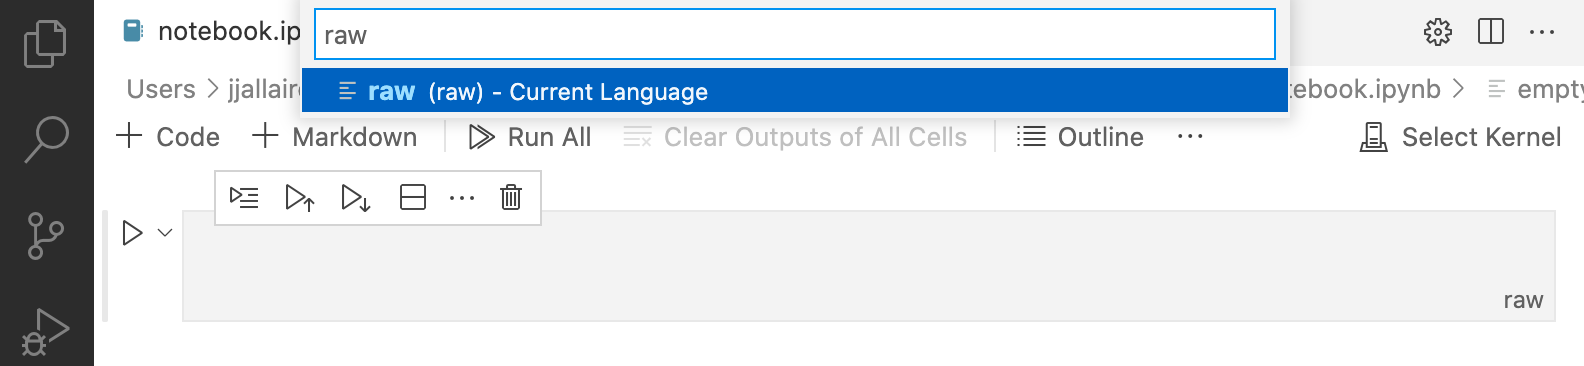 notebook.ip
raw
raw (raw) - Current Language
Users > jjallaire
tebook.ipynb > empty
Code Markdown Run All Clear Outputs of All Cells Outline ... Select Kernel
raw